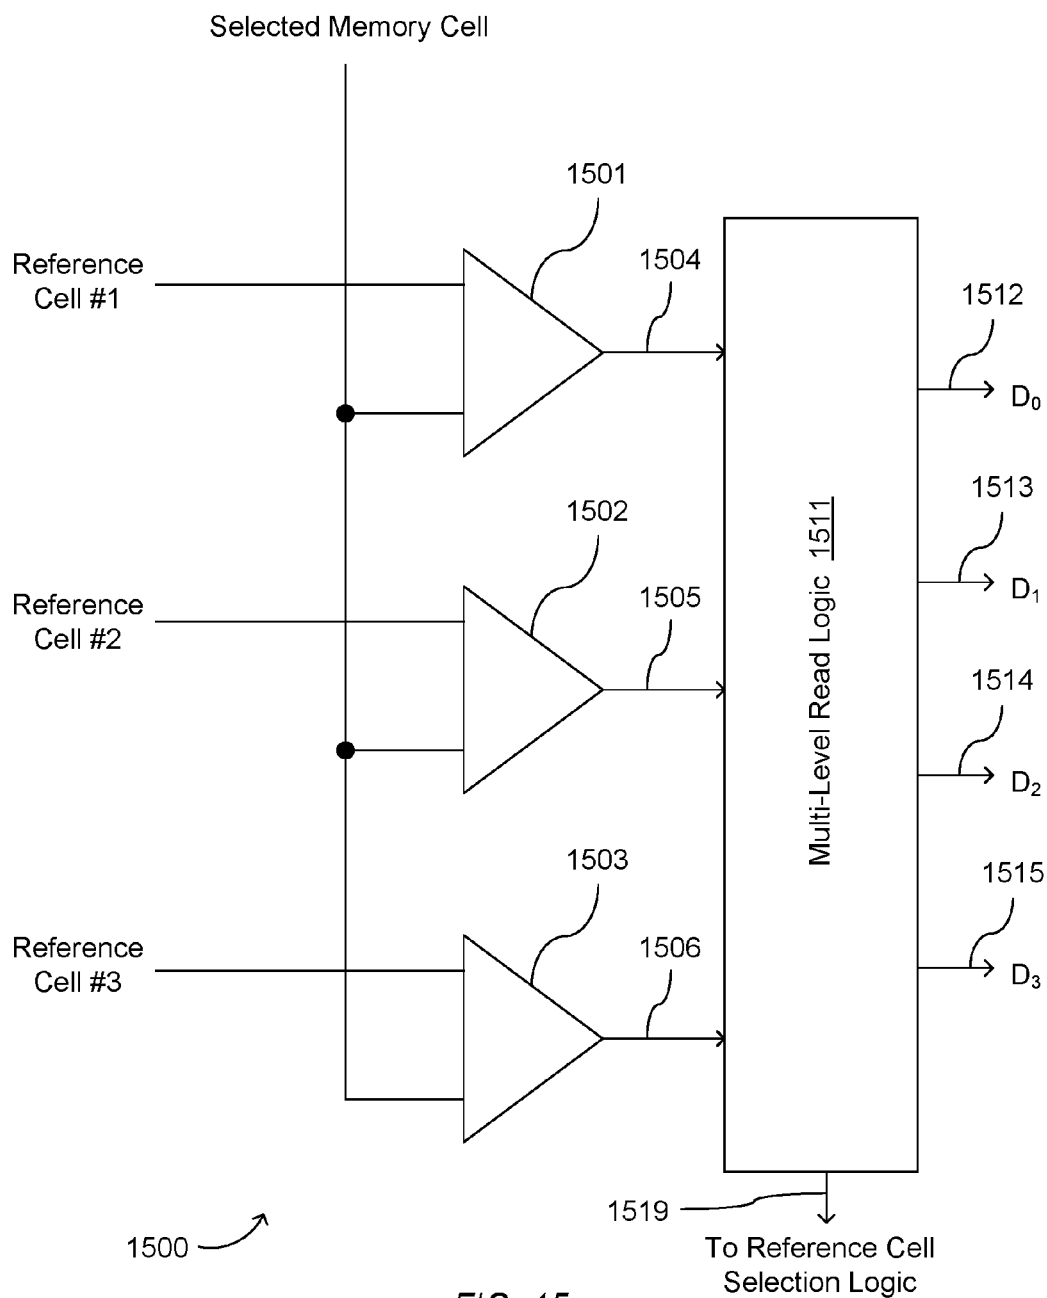 Selected Memory Cell
1501
Reference
Cell #1
1504
1512
D₀
1502
1513
Reference
Cell #2
1505
D₁
Multi-Level Read Logic 1511
1514
D₂
1503
1515
Reference
Cell #3
1506
D₃
1519
1500
To Reference Cell
Selection Logic